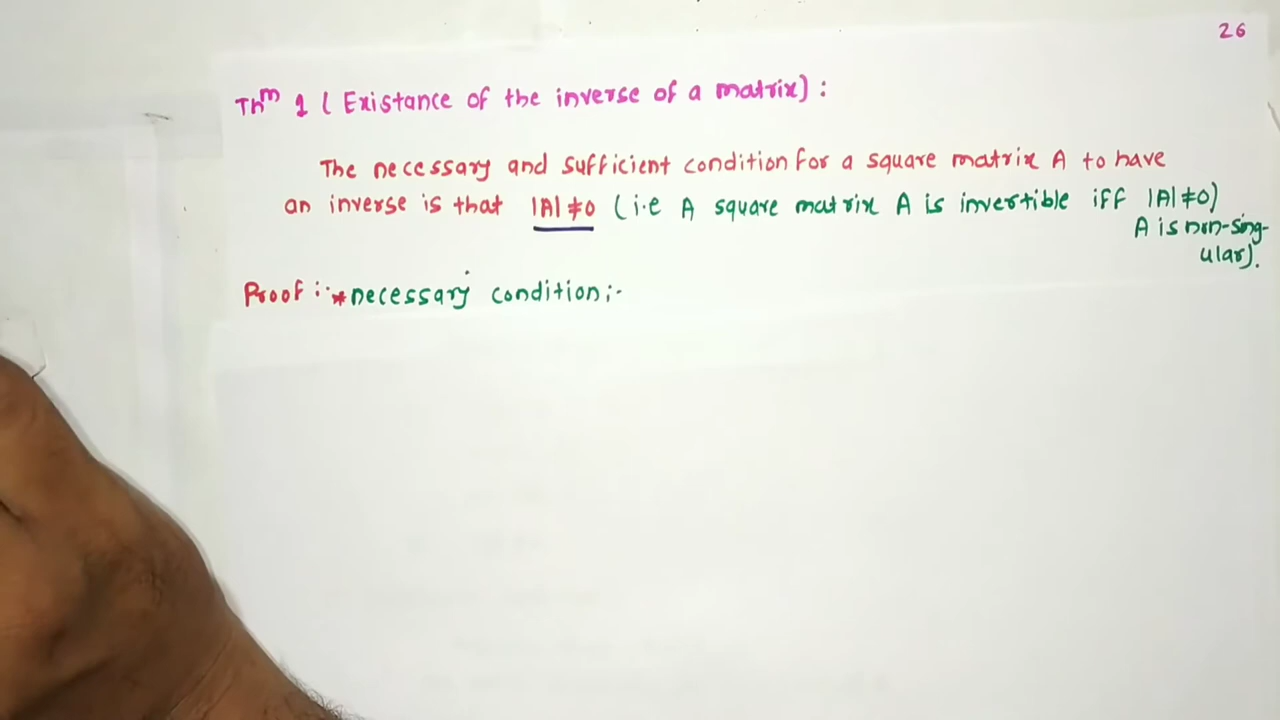 26
Thm 1 ( Existance of the inverse of a matrix) :
The necessary and sufficient condition for a square matrix A to have
an inverse is that |A| ≠ 0 ( i.e A square matrix A is invertible iff |A| ≠ 0)
A is non-sing-
ular).
Proof :- * necessary condition :-